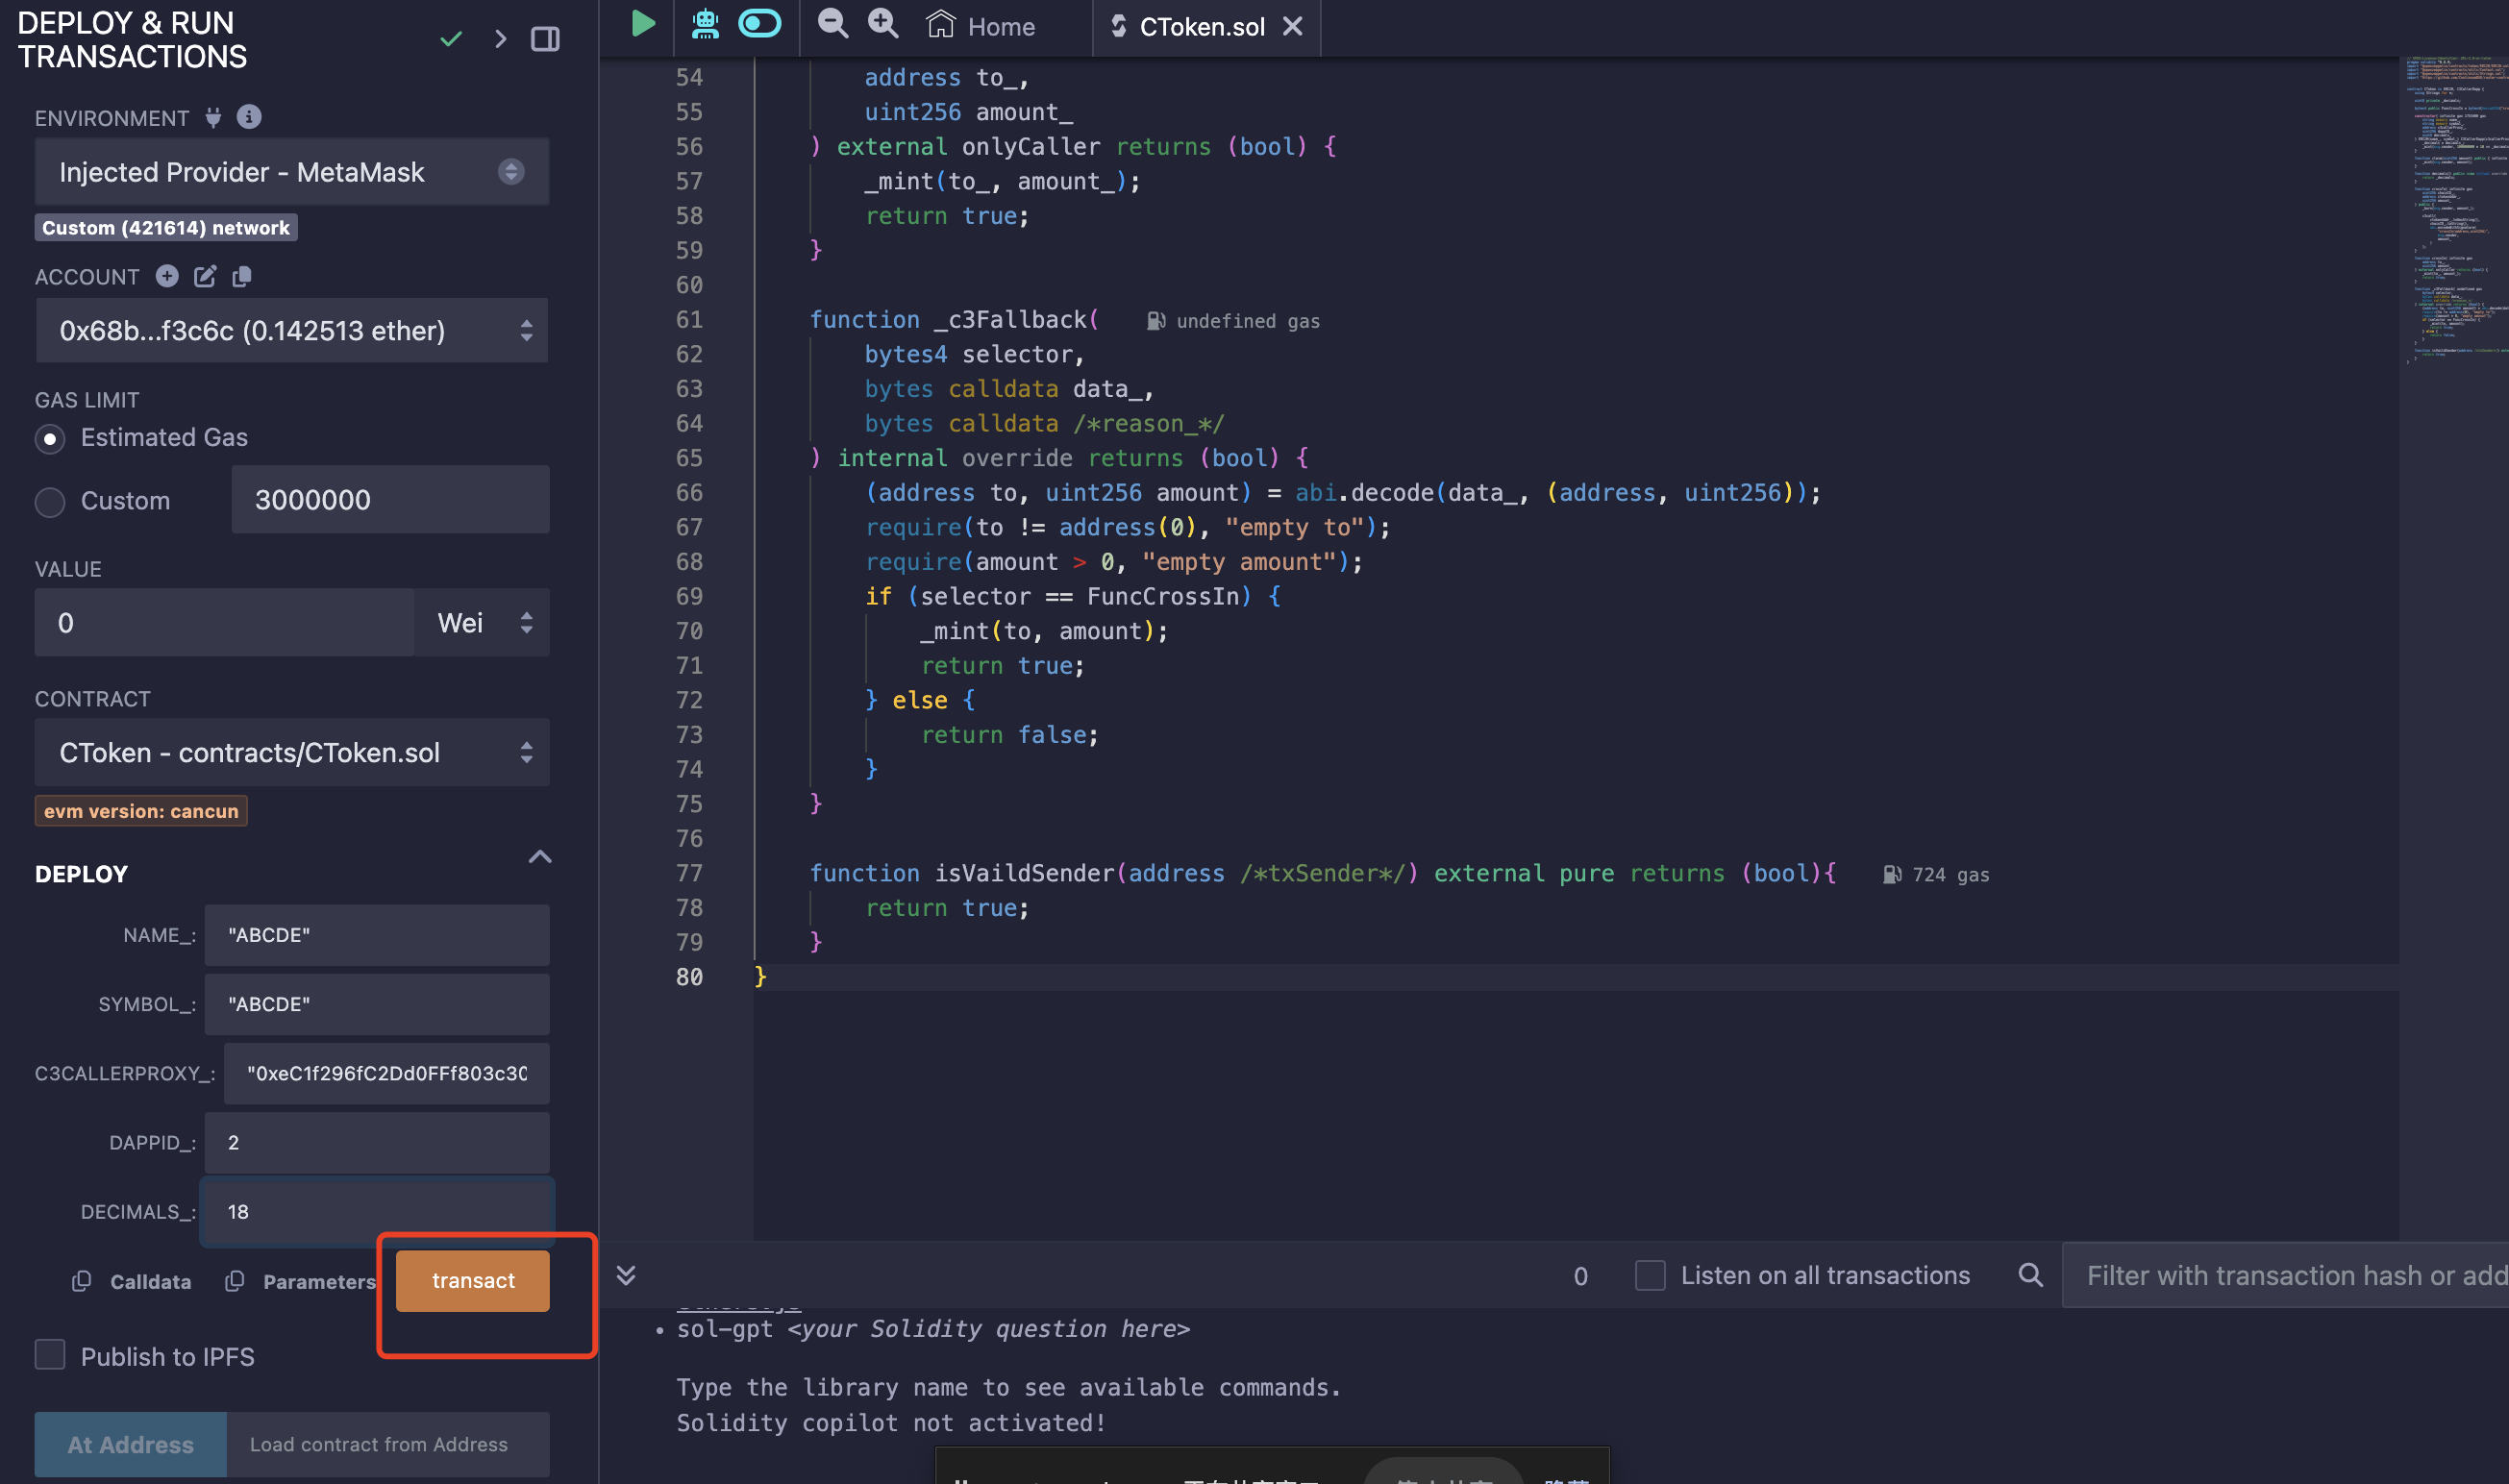 DEPLOY & RUN
TRANSACTIONS
ENVIRONMENT
Injected Provider - MetaMask
Custom (421614) network
ACCOUNT
0x68b...f3c6c (0.142513 ether)
GAS LIMIT
Estimated Gas
Custom
3000000
VALUE
0
Wei
CONTRACT
CToken - contracts/CToken.sol
evm version: cancun
DEPLOY
NAME_: "ABCDE"
SYMBOL_: "ABCDE"
C3CALLERPROXY_: "0xeC1f296fC2Dd0FFf803c30
DAPPID_: 2
DECIMALS_: 18
Calldata
Parameters
transact
Publish to IPFS
At Address
Load contract from Address
Home
CToken.sol
54 address to_,
55 uint256 amount_
56 ) external onlyCaller returns (bool) {
57 _mint(to_, amount_);
58 return true;
59 }
60
61 function _c3Fallback( undefined gas
62 bytes4 selector,
63 bytes calldata data_,
64 bytes calldata /*reason_*/
65 ) internal override returns (bool) {
66 (address to, uint256 amount) = abi.decode(data_, (address, uint256));
67 require(to != address(0), "empty to");
68 require(amount > 0, "empty amount");
69 if (selector == FuncCrossIn) {
70 _mint(to, amount);
71 return true;
72 } else {
73 return false;
74 }
75 }
76
77 function isVaildSender(address /*txSender*/) external pure returns (bool){ 724 gas
78 return true;
79 }
80 }
0
Listen on all transactions
Filter with transaction hash or add
• sol-gpt <your Solidity question here>
Type the library name to see available commands.
Solidity copilot not activated!